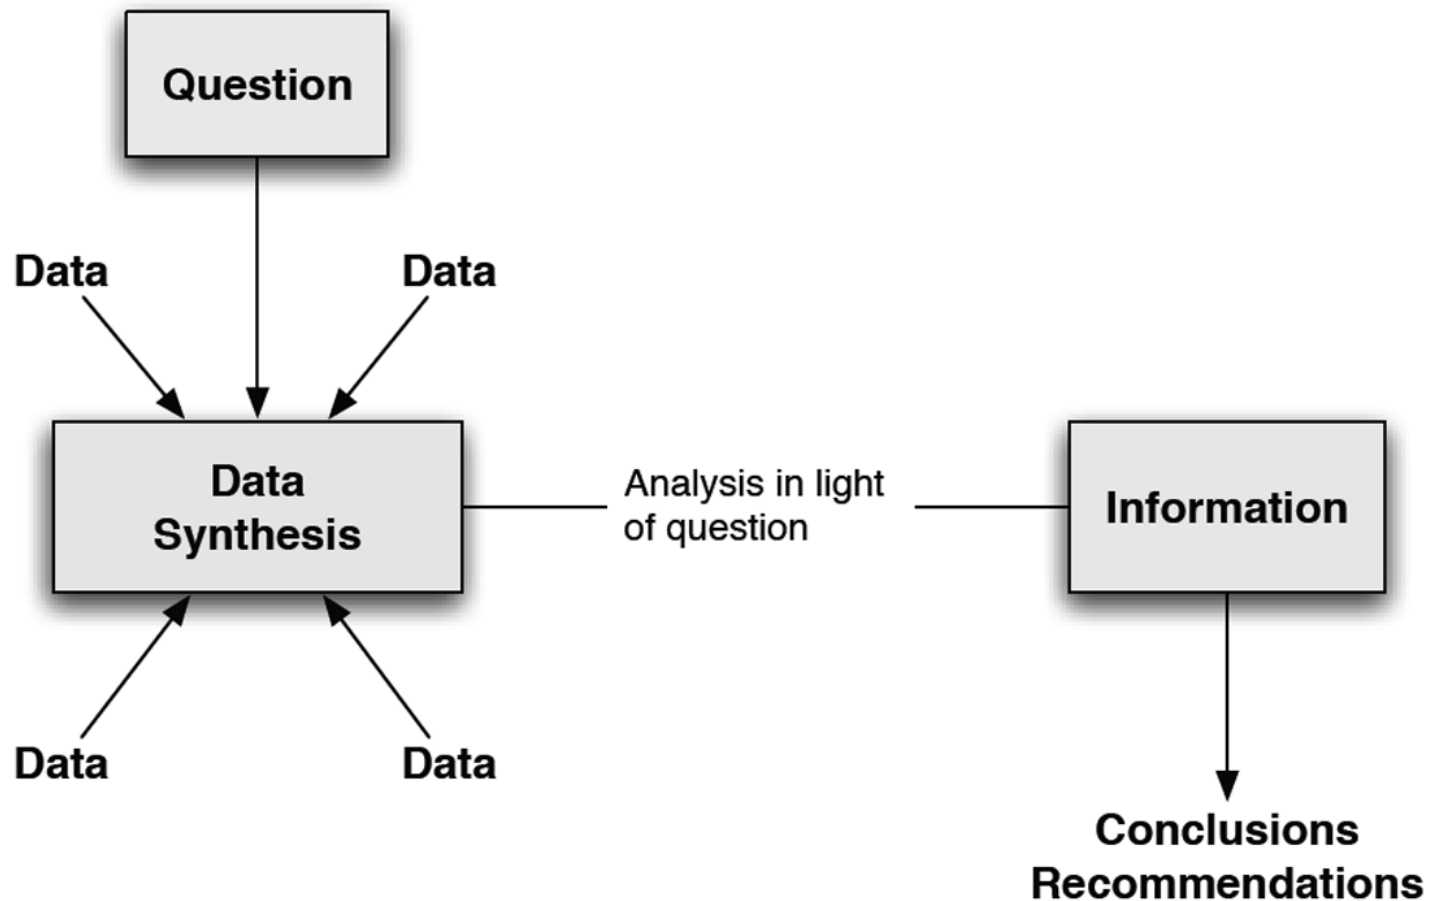 Question
Data
Data
Data
Synthesis
Analysis in light
of question
Information
Data
Data
Conclusions
Recommendations